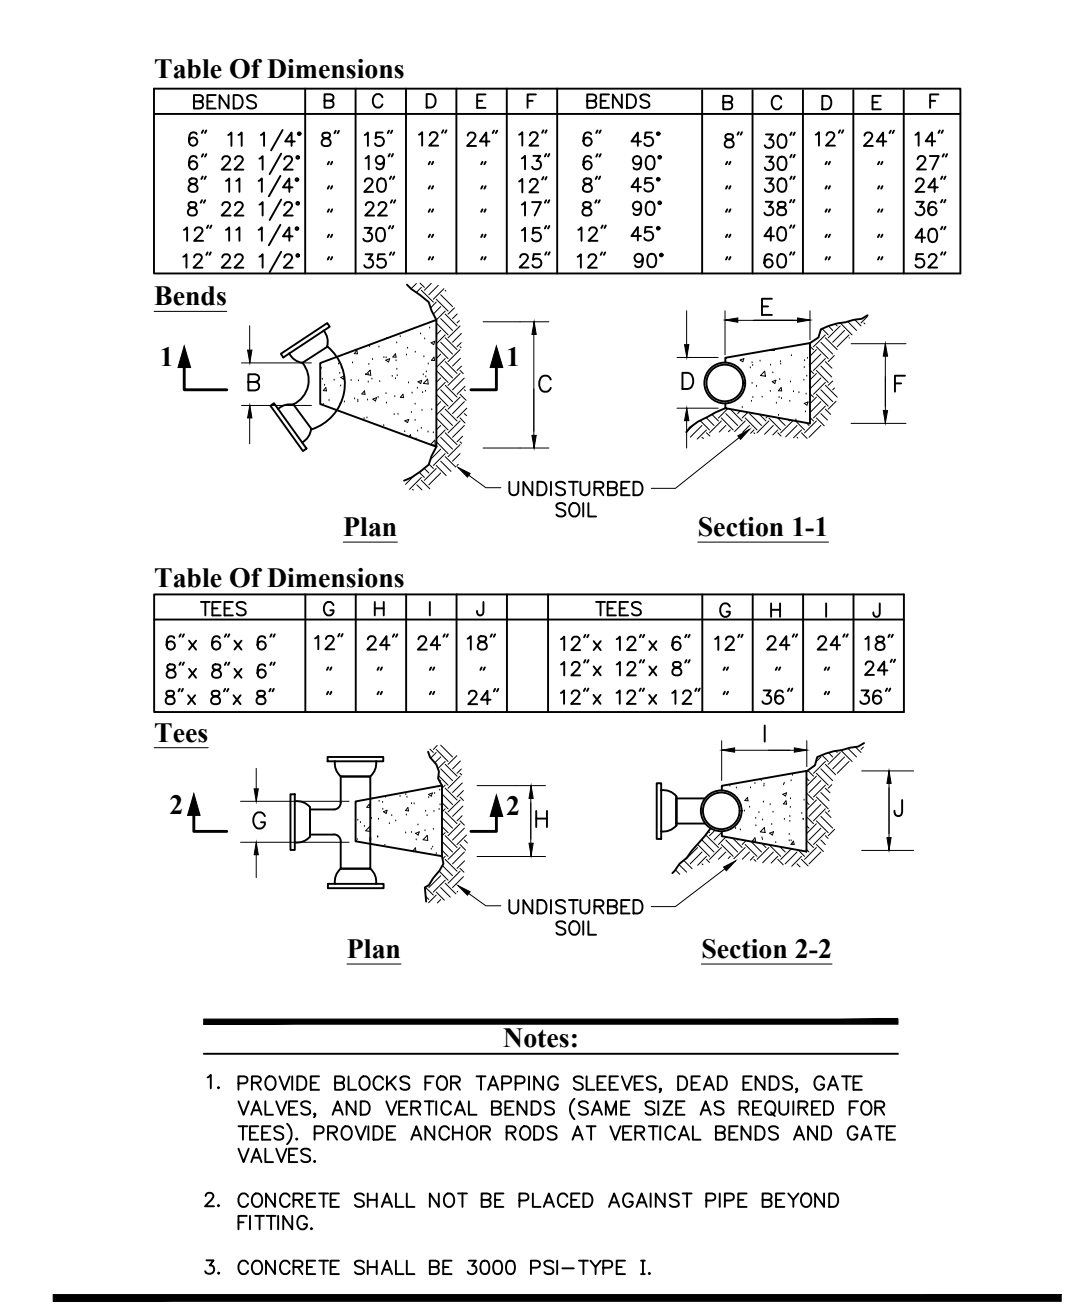 Table Of Dimensions
BENDS B C D E F BENDS B C D E F
6" 11 1/4° 8" 15" 12" 24" 12" 6" 45° 8" 30" 12" 24" 14"
6" 22 1/2° " 19" " " 13" 6" 90° " 30" " " 27"
8" 11 1/4° " 20" " " 12" 8" 45° " 30" " " 24"
8" 22 1/2° " 22" " " 17" 8" 90° " 38" " " 36"
12" 11 1/4° " 30" " " 15" 12" 45° " 40" " " 40"
12" 22 1/2° " 35" " " 25" 12" 90° " 60" " " 52"
Bends
1 B 1 C
E D F
UNDISTURBED
SOIL
Plan Section 1-1
Table Of Dimensions
TEES G H I J TEES G H I J
6"x 6"x 6" 12" 24" 24" 18" 12"x 12"x 6" 12" 24" 24" 18"
8"x 8"x 6" " " " " 12"x 12"x 8" " " " 24"
8"x 8"x 8" " " " 24" 12"x 12"x 12" " 36" " 36"
Tees
2 G 2 H
I J
UNDISTURBED
SOIL
Plan Section 2-2
Notes:
1. PROVIDE BLOCKS FOR TAPPING SLEEVES, DEAD ENDS, GATE
VALVES, AND VERTICAL BENDS (SAME SIZE AS REQUIRED FOR
TEES). PROVIDE ANCHOR RODS AT VERTICAL BENDS AND GATE
VALVES.
2. CONCRETE SHALL NOT BE PLACED AGAINST PIPE BEYOND
FITTING.
3. CONCRETE SHALL BE 3000 PSI-TYPE I.